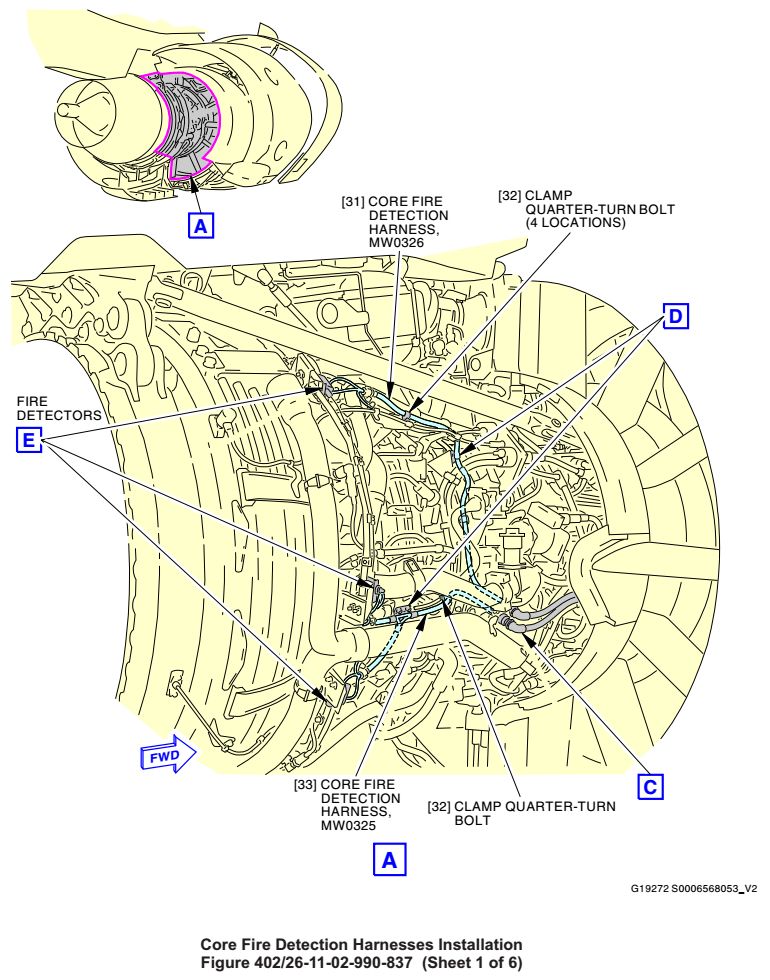 A
[31] CORE FIRE
DETECTION
HARNESS,
MW0326
[32] CLAMP
QUARTER-TURN BOLT
(4 LOCATIONS)
D
FIRE
DETECTORS
E
FWD
[33] CORE FIRE
DETECTION
HARNESS,
MW0325
[32] CLAMP QUARTER-TURN
BOLT
C
A
G19272 S0006568053_V2
Core Fire Detection Harnesses Installation
Figure 402/26-11-02-990-837 (Sheet 1 of 6)